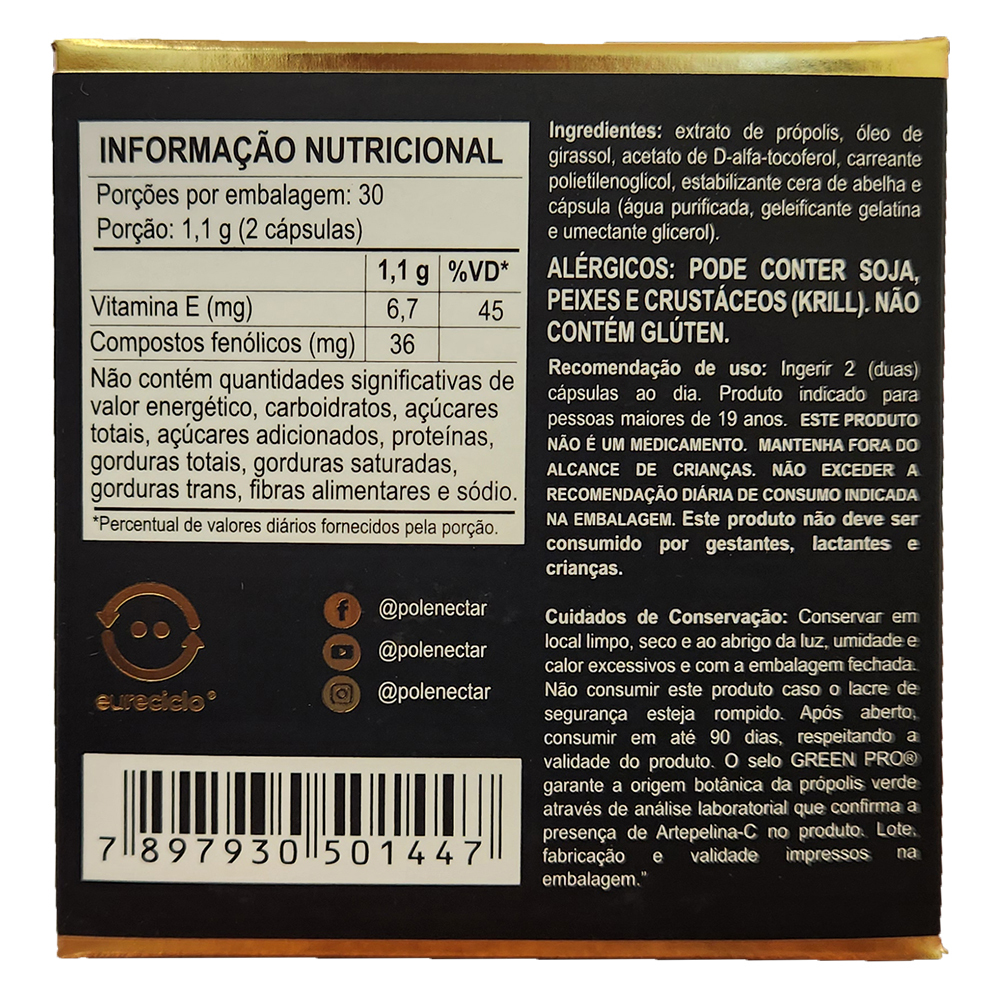 INFORMAÇÃO NUTRICIONAL
Porções por embalagem: 30
Porção: 1,1 g (2 cápsulas)
1,1 g %VD*
Vitamina E (mg) 6,7 45
Compostos fenólicos (mg) 36
Não contém quantidades significativas de
valor energético, carboidratos, açúcares
totais, açúcares adicionados, proteínas,
gorduras totais, gorduras saturadas,
gorduras trans, fibras alimentares e sódio.
*Percentual de valores diários fornecidos pela porção.
eureciclo®
@polenectar
@polenectar
@polenectar
7 897930 501447
Ingredientes: extrato de própolis, óleo de
girassol, acetato de D-alfa-tocoferol, carreante
polietilenoglicol, estabilizante cera de abelha e
cápsula (água purificada, geleificante gelatina
e umectante glicerol).
ALÉRGICOS: PODE CONTER SOJA,
PEIXES E CRUSTÁCEOS (KRILL). NÃO
CONTÉM GLÚTEN.
Recomendação de uso: Ingerir 2 (duas)
cápsulas ao dia. Produto indicado para
pessoas maiores de 19 anos. ESTE PRODUTO
NÃO É UM MEDICAMENTO. MANTENHA FORA DO
ALCANCE DE CRIANÇAS. NÃO EXCEDER A
RECOMENDAÇÃO DIÁRIA DE CONSUMO INDICADA
NA EMBALAGEM. Este produto não deve ser
consumido por gestantes, lactantes e
crianças.
Cuidados de Conservação: Conservar em
local limpo, seco e ao abrigo da luz, umidade e
calor excessivos e com a embalagem fechada.
Não consumir este produto caso o lacre de
segurança esteja rompido. Após aberto,
consumir em até 90 dias, respeitando a
validade do produto. O selo GREEN PRO®
garante a origem botânica da própolis verde
através de análise laboratorial que confirma a
presença de Artepelina-C no produto. Lote,
fabricação e validade impressos na
embalagem.”